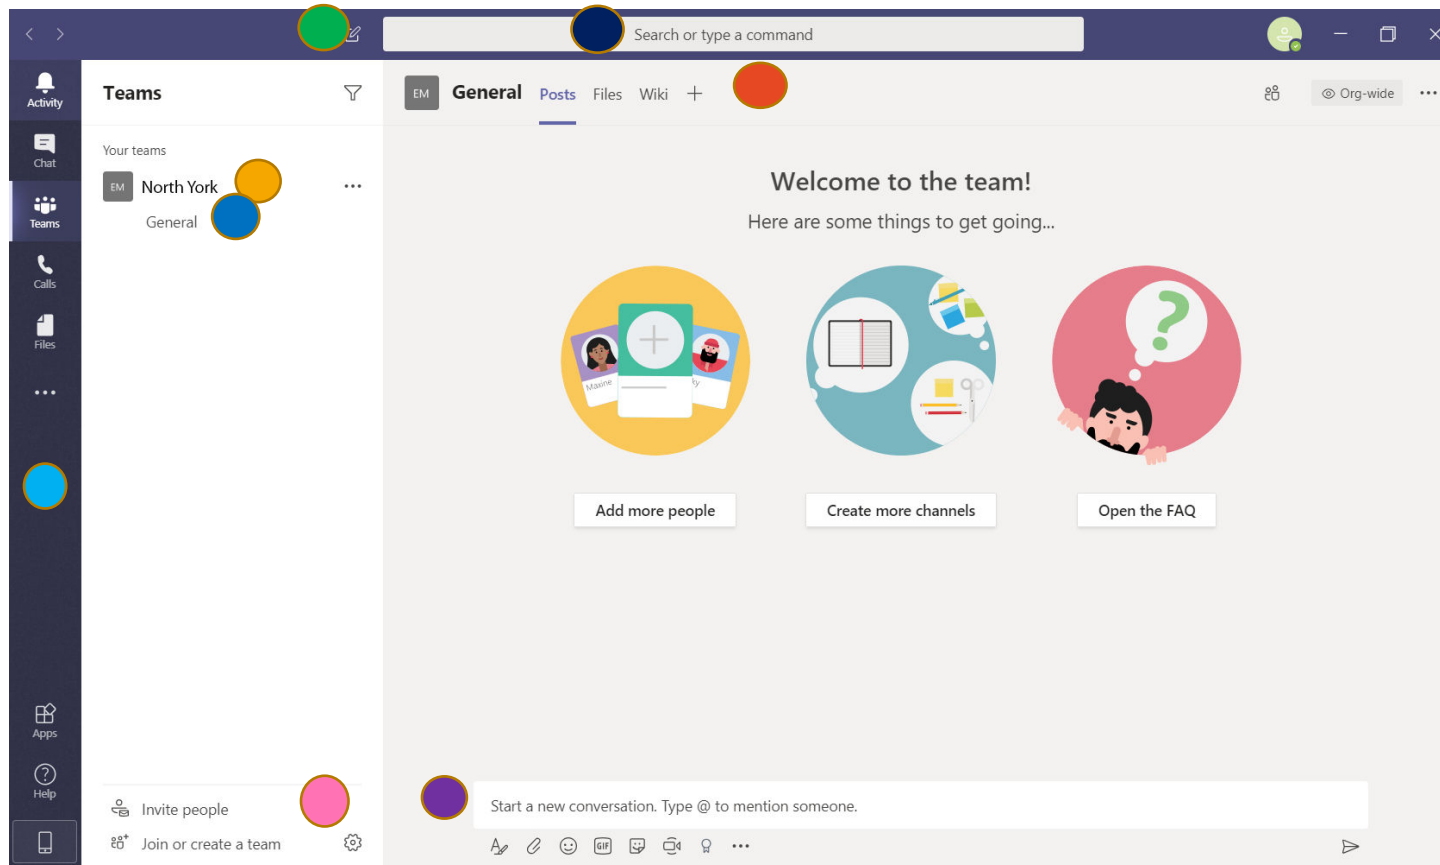 Search or type a command
Activity
Chat
Teams
Calls
Files
Apps
Help
Teams
Your teams
EM North York
General
Invite people
Join or create a team
EM General Posts Files Wiki
Org-wide
Welcome to the team!
Here are some things to get going...
Maxine
ky
Add more people
Create more channels
Open the FAQ
Start a new conversation. Type @ to mention someone.
GIF